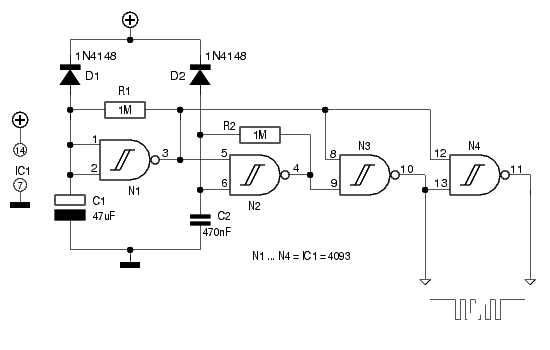 1N4148
1N4148
D1
D2
R1
1M
R2
1M
N3
N4
14
IC1
7
1
2
3
N1
5
6
4
N2
8
9
10
12
13
11
C1
47uF
C2
470nF
N1 ... N4 = IC1 = 4093